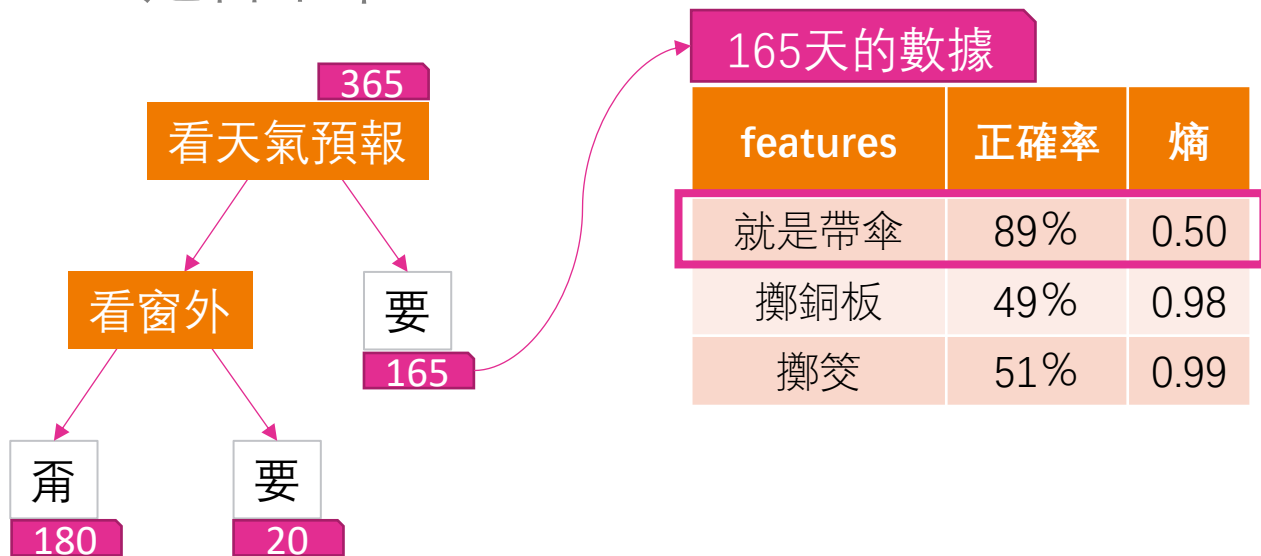 365
看天氣預報
看窗外
要
165
甭
180
要
20
165天的數據
features 正確率 熵
就是帶傘 89% 0.50
擲銅板 49% 0.98
擲筊 51% 0.99